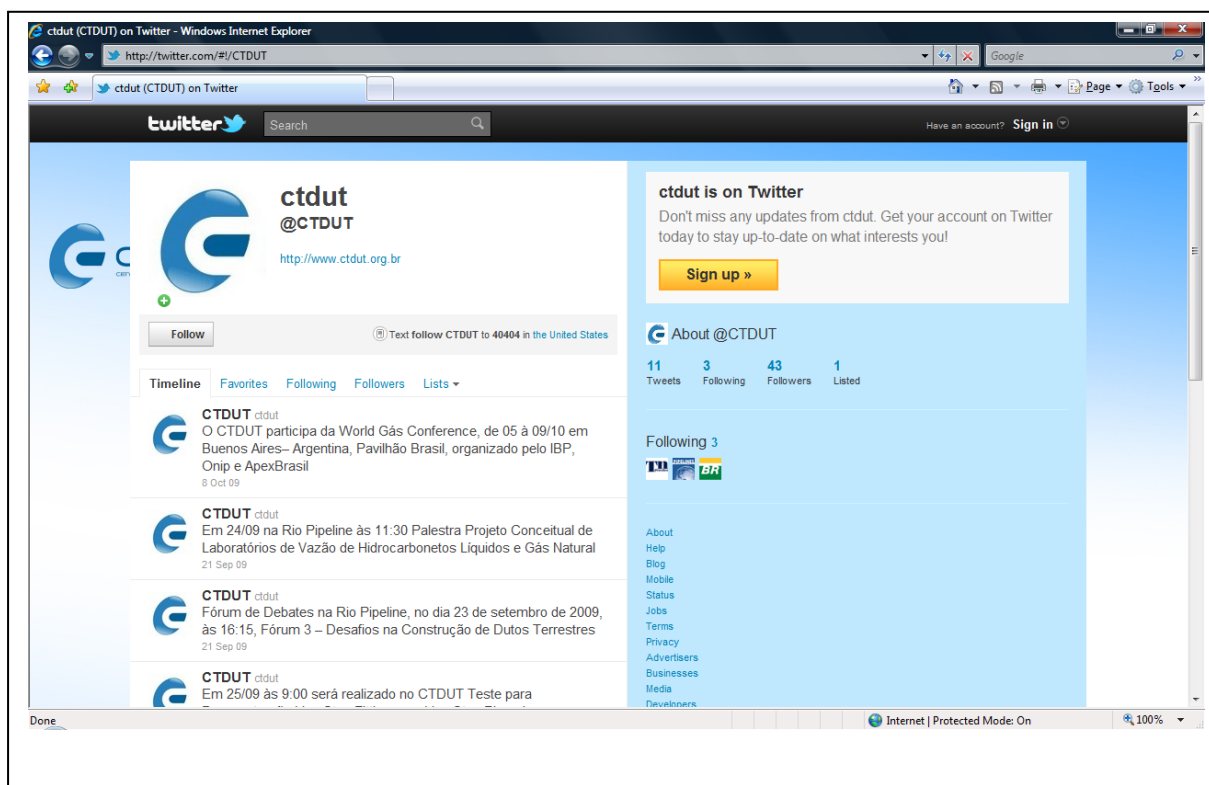 ctdut (CTDUT) on Twitter - Windows Internet Explorer
http://twitter.com/#!/CTDUT
Google
ctdut (CTDUT) on Twitter
Page
Tools
twitter
Search
Have an account? Sign in
ctdut
@CTDUT
http://www.ctdut.org.br
Follow
Text follow CTDUT to 40404 in the United States
Timeline Favorites Following Followers Lists
CTDUT ctdut
O CTDUT participa da World Gás Conference, de 05 à 09/10 em
Buenos Aires– Argentina, Pavilhão Brasil, organizado pelo IBP,
Onip e ApexBrasil
8 Oct 09
CTDUT ctdut
Em 24/09 na Rio Pipeline às 11:30 Palestra Projeto Conceitual de
Laboratórios de Vazão de Hidrocarbonetos Líquidos e Gás Natural
21 Sep 09
CTDUT ctdut
Fórum de Debates na Rio Pipeline, no dia 23 de setembro de 2009,
às 16:15, Fórum 3 – Desafios na Construção de Dutos Terrestres
21 Sep 09
CTDUT ctdut
Em 25/09 às 9:00 será realizado no CTDUT Teste para
ctdut is on Twitter
Don't miss any updates from ctdut. Get your account on Twitter
today to stay up-to-date on what interests you!
Sign up »
About @CTDUT
11 3 43 1
Tweets Following Followers Listed
Following 3
BR
About
Help
Blog
Mobile
Status
Jobs
Terms
Privacy
Advertisers
Businesses
Media
Developers
Done
Internet | Protected Mode: On
100%